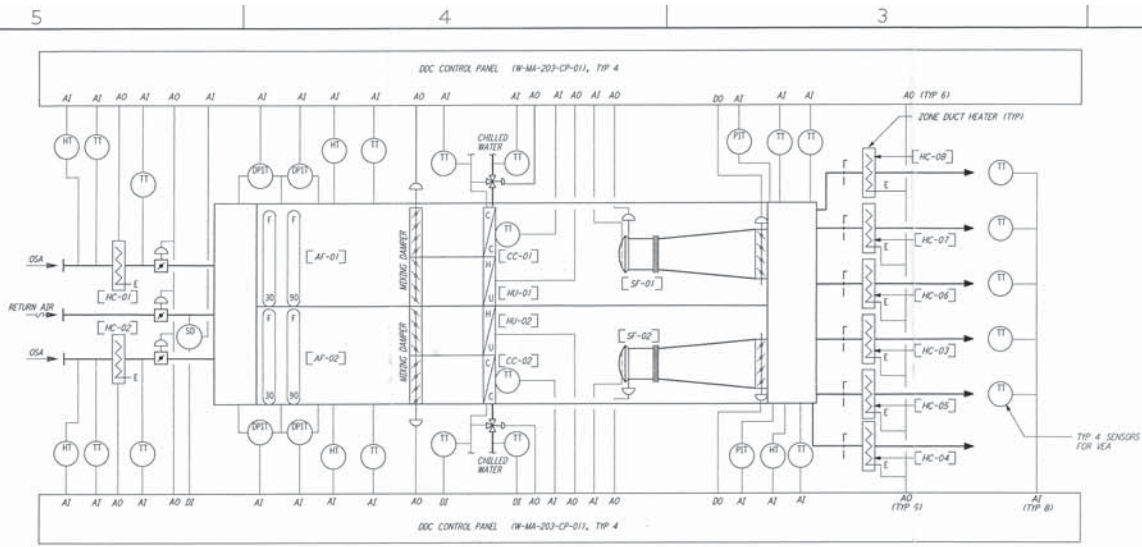 5 4 3
DDC CONTROL PANEL (W-MA-203-CP-01), TYP 4
AI AI AO AI AO AI AI AI AI AI AO AI AI AO AI AO AI AO DO AI AI AI AO (TYP 6)
ZONE DUCT HEATER (TYP)
HT TT TT DPIT DPIT HT TT TT CHILLED WATER TT TT PIT TT TT
[HC-08] E TT
OSA [HC-01] E
F F 30 90 [AF-01] MIXING DAMPER C C [CC-01] H U [HU-01] SF-01
[HC-07] E TT
[HC-06] E TT
RETURN AIR SD
[HC-02] E
OSA
F F 30 90 [AF-02] MIXING DAMPER H U [HU-02] C C [CC-02] TT SF-02
[HC-03] E TT
[HC-05] E TT
[HC-04] E
TYP 4 SENSORS
FOR VEA
HT TT TT DPIT DPIT HT TT TT CHILLED WATER TT PIT HT TT
AI AI AO AI AO DI AI AI AI AI AO DI DI AO AI AO AI AO DO AI AI AI AO (TYP 5) AI (TYP 8)
DDC CONTROL PANEL (W-MA-203-CP-01), TYP 4